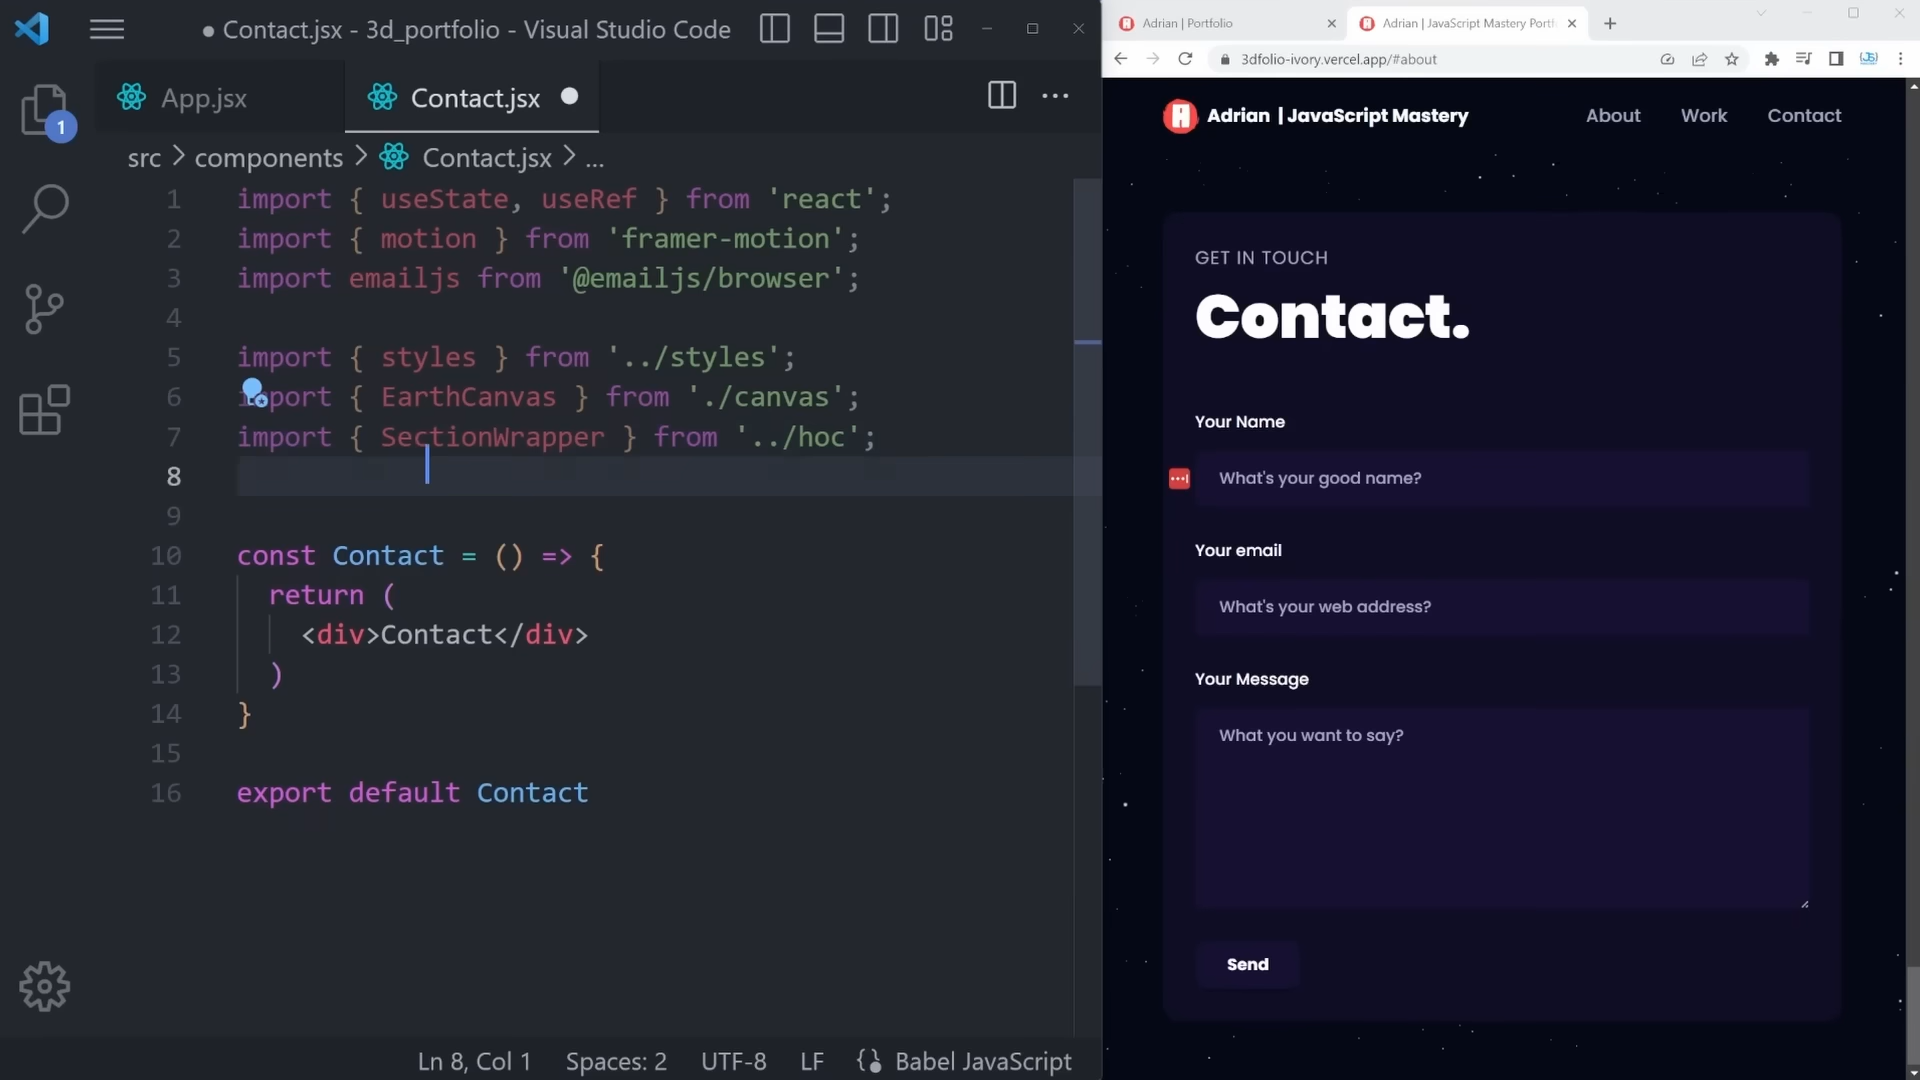 Contact.jsx - 3d_portfolio - Visual Studio Code
1
App.jsx
Contact.jsx
src > components > Contact.jsx > ...
1 import { useState, useRef } from 'react';
2 import { motion } from 'framer-motion';
3 import emailjs from '@emailjs/browser';
4
5 import { styles } from '../styles';
6 import { EarthCanvas } from './canvas';
7 import { SectionWrapper } from '../hoc';
8
9
10 const Contact = () => {
11 return (
12 <div>Contact</div>
13 )
14 }
15
16 export default Contact
Ln 8, Col 1 Spaces: 2 UTF-8 LF Babel JavaScript
Adrian | Portfolio
Adrian | JavaScript Mastery Portf
3dfolio-ivory.vercel.app/#about
Adrian | JavaScript Mastery
About Work Contact
GET IN TOUCH
Contact.
Your Name
What's your good name?
Your email
What's your web address?
Your Message
What you want to say?
Send